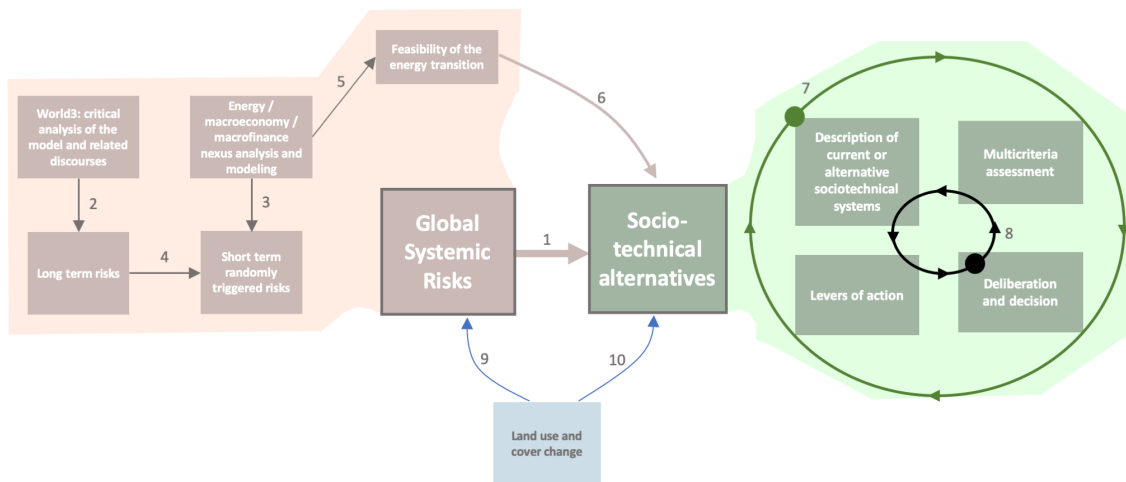 Feasibility of the
energy transition
5
6
7
World3: critical
analysis of the
model and related
discourses
Energy /
macroeconomy /
macrofinance
nexus analysis and
modeling
2
3
Long term risks
4
Short term
randomly
triggered risks
Global
Systemic
Risks
1
Socio-
technical
alternatives
Description of
current or
alternative
sociotechnical
systems
Multicriteria
assessment
8
Levers of action
Deliberation
and decision
9
10
Land use and
cover change